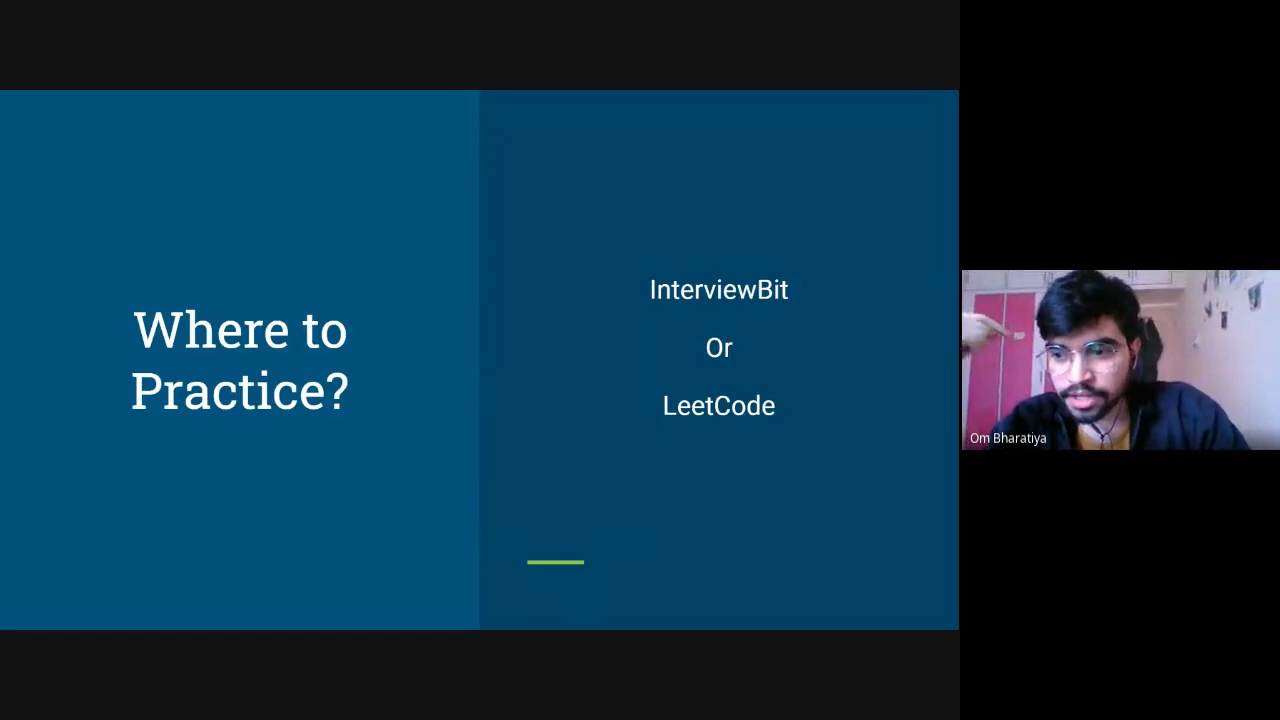 Where to
Practice?
InterviewBit
Or
LeetCode
Om Bharatiya